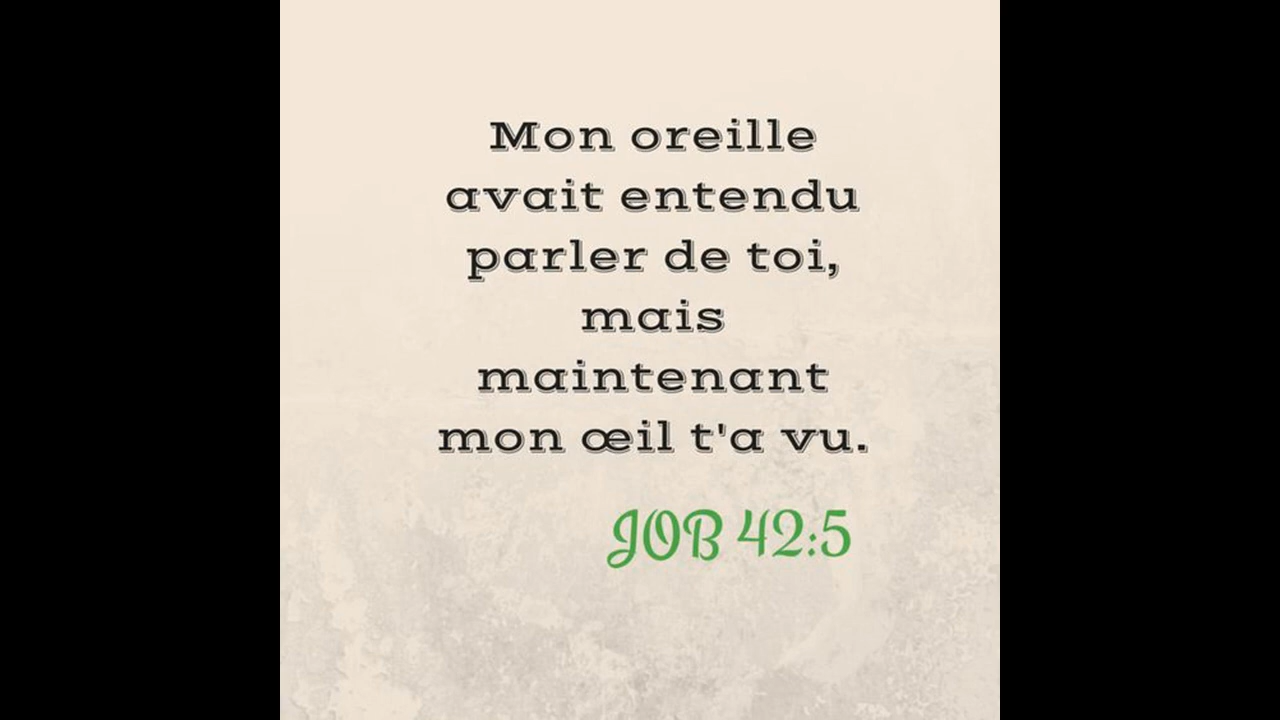 Mon oreille
avait entendu
parler de toi,
mais
maintenant
mon œil t'a vu.
JOB 42:5